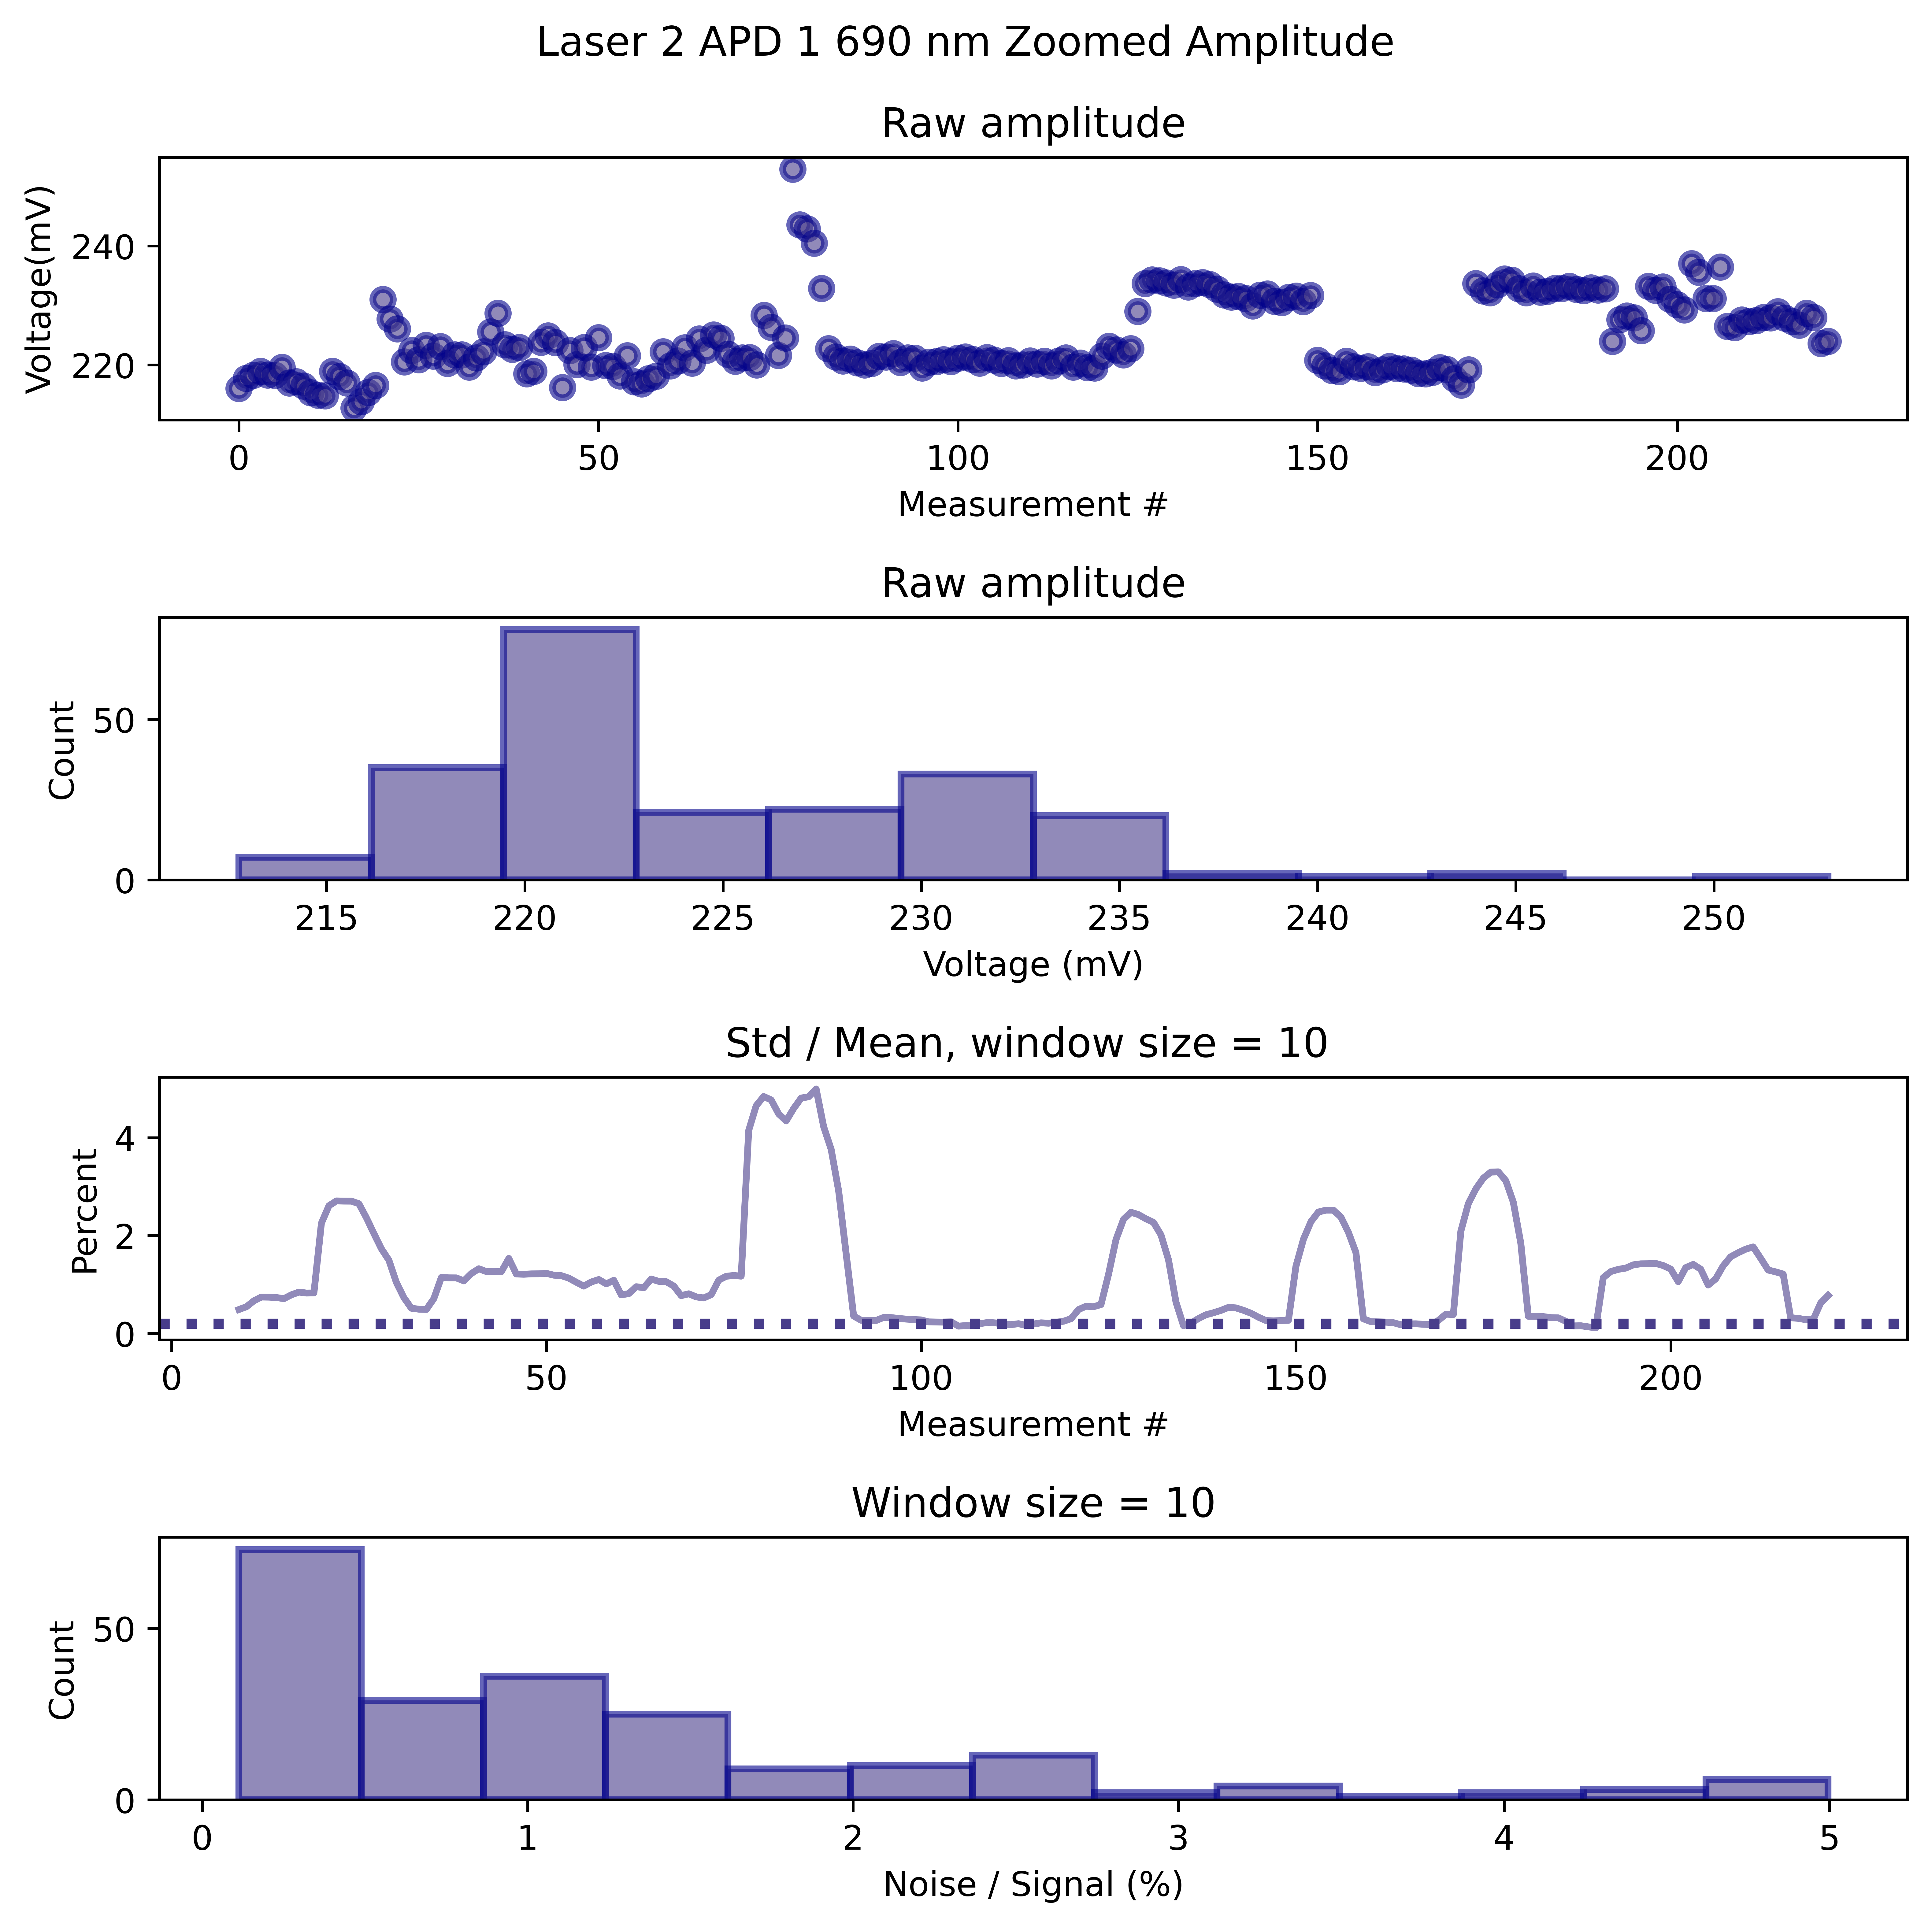 Laser 2 APD 1 690 nm Zoomed Amplitude
Raw amplitude
Voltage(mV)
240
220
0 50 100 150 200
Measurement #
Raw amplitude
Count
50
0
215 220 225 230 235 240 245 250
Voltage (mV)
Std / Mean, window size = 10
Percent
4
2
0
0 50 100 150 200
Measurement #
Window size = 10
Count
50
0
0 1 2 3 4 5
Noise / Signal (%)